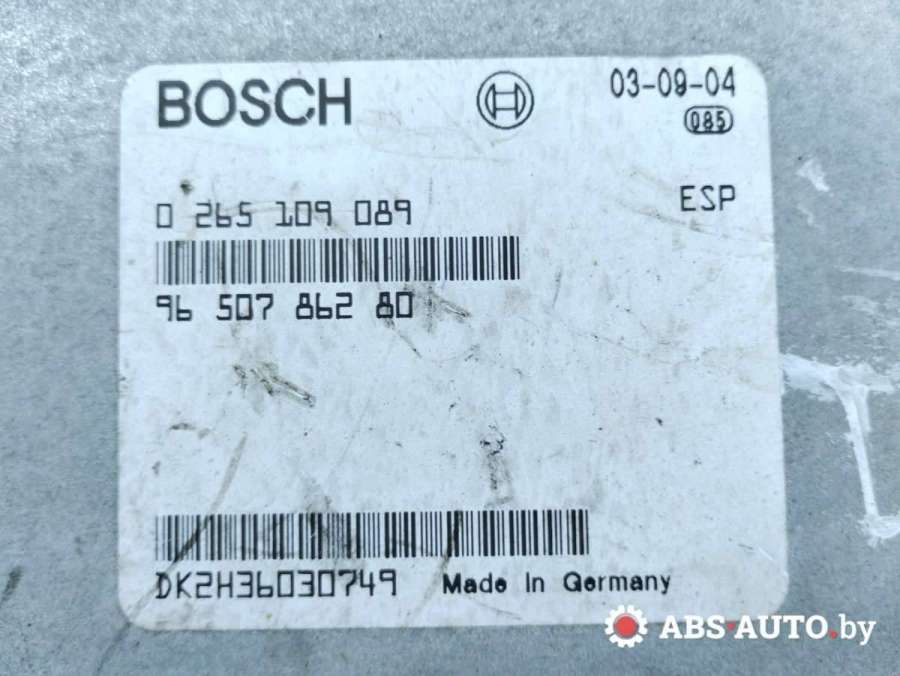 BOSCH
03-09-04
085
ESP
0 265 109 089
96 507 862 80
DK2H36030749 Made In Germany
ABS-AUTO.by